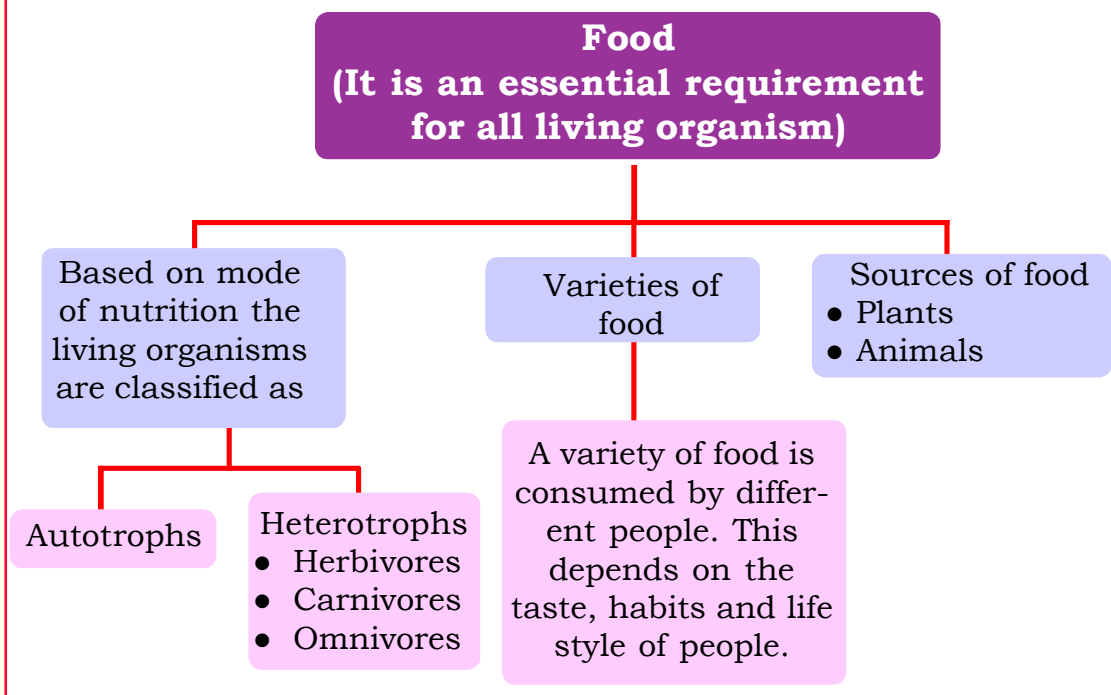 Food
(It is an essential requirement
for all living organism)
Based on mode
of nutrition the
living organisms
are classified as
Varieties of
food
Sources of food
● Plants
● Animals
Autotrophs
Heterotrophs
● Herbivores
● Carnivores
● Omnivores
A variety of food is
consumed by differ-
ent people. This
depends on the
taste, habits and life
style of people.